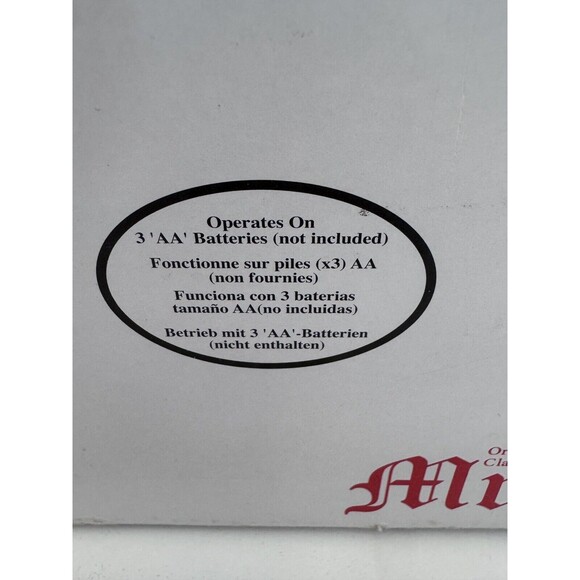 Operates On
3 'AA' Batteries (not included)
Fonctionne sur piles (x3) AA
(non fournies)
Funciona con 3 baterias
tamaño AA(no incluidas)
Betrieb mit 3 'AA'-Batterien
(nicht enthalten)